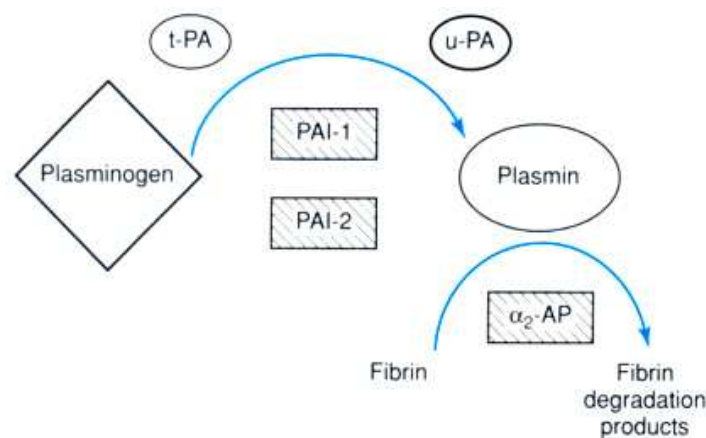 t-PA
u-PA
PAI-1
Plasminogen
Plasmin
PAI-2
α₂-AP
Fibrin
Fibrin
degradation
products